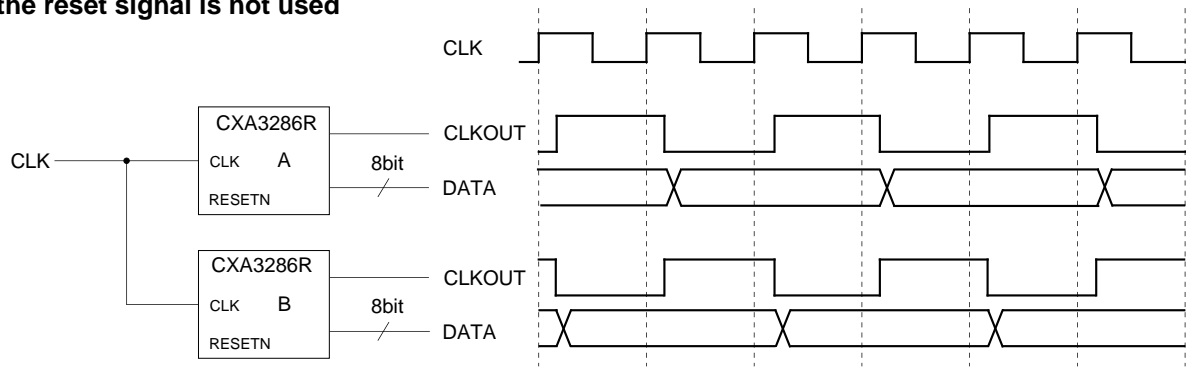 the reset signal is not used
CLK
CXA3286R
CLK A
RESETN
8bit
CLKOUT
DATA
CLK
CXA3286R
CLK B
RESETN
8bit
CLKOUT
DATA